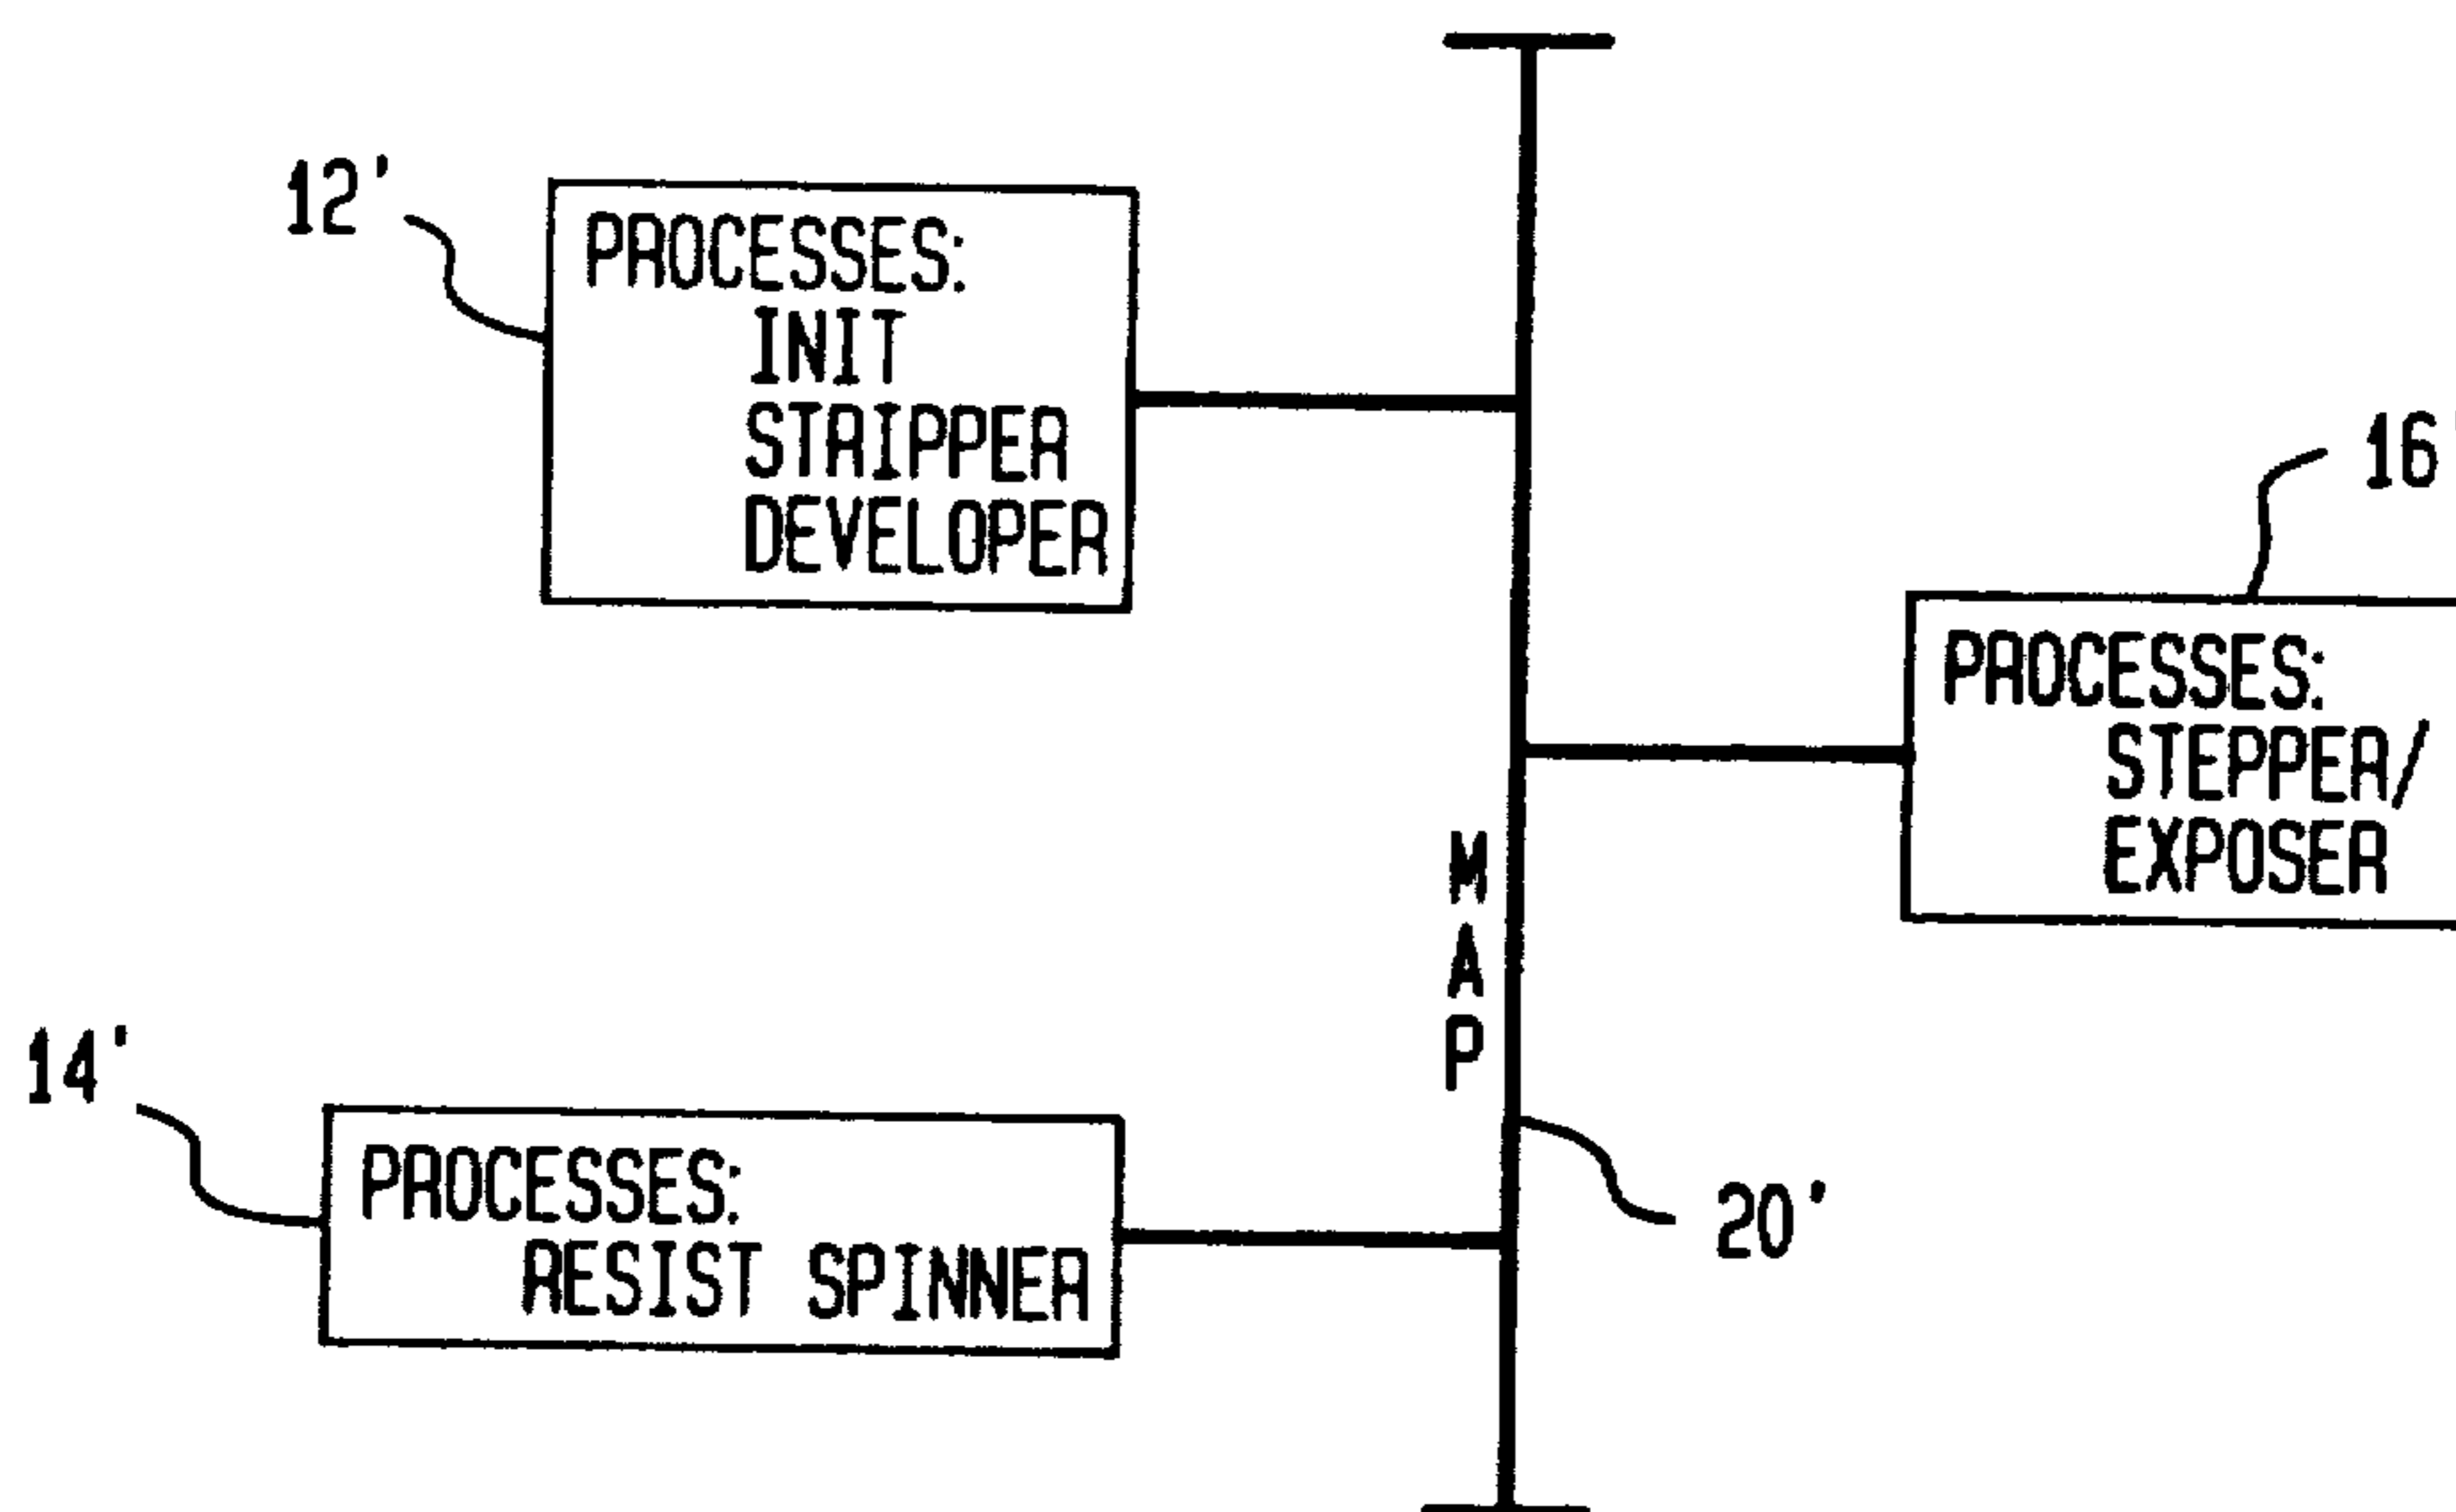 12'
PROCESSES:
INIT
STRIPPER
DEVELOPER
16'
PROCESSES:
STEPPER/
EXPOSER
M
A
P
14'
PROCESSES:
RESIST SPINNER
20'